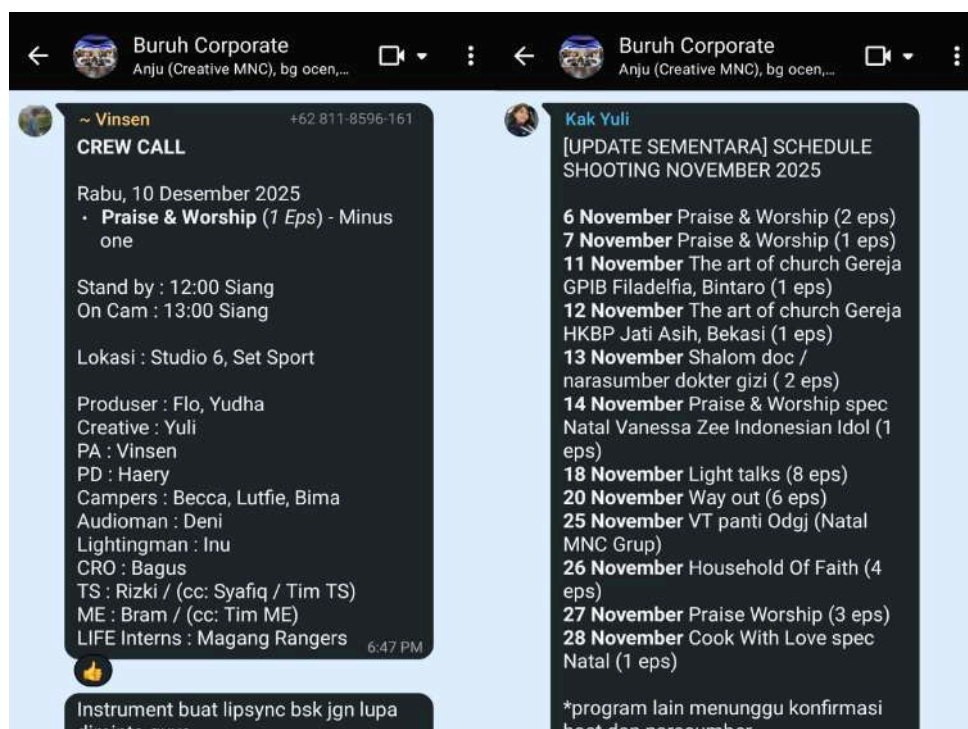 Buruh Corporate
Anju (Creative MNC), bg ocen,...
~ Vinsen
+62 811-8596-161
CREW CALL
Rabu, 10 Desember 2025
· Praise & Worship (1 Eps) - Minus
one
Stand by : 12:00 Siang
On Cam : 13:00 Siang
Lokasi : Studio 6, Set Sport
Produser : Flo, Yudha
Creative : Yuli
PA : Vinsen
PD : Haery
Campers : Becca, Lutfie, Bima
Audioman : Deni
Lightingman : Inu
CRO : Bagus
TS : Rizki / (cc: Syafiq / Tim TS)
ME : Bram / (cc: Tim ME)
LIFE Interns : Magang Rangers
6:47 PM
Instrument buat lipsync bsk jgn lupa
Buruh Corporate
Anju (Creative MNC), bg ocen,...
Kak Yuli
[UPDATE SEMENTARA] SCHEDULE
SHOOTING NOVEMBER 2025
6 November Praise & Worship (2 eps)
7 November Praise & Worship (1 eps)
11 November The art of church Gereja
GPIB Filadelfia, Bintaro (1 eps)
12 November The art of church Gereja
HKBP Jati Asih, Bekasi (1 eps)
13 November Shalom doc /
narasumber dokter gizi ( 2 eps)
14 November Praise & Worship spec
Natal Vanessa Zee Indonesian Idol (1
eps)
18 November Light talks (8 eps)
20 November Way out (6 eps)
25 November VT panti Odgj (Natal
MNC Grup)
26 November Household Of Faith (4
eps)
27 November Praise Worship (3 eps)
28 November Cook With Love spec
Natal (1 eps)
*program lain menunggu konfirmasi